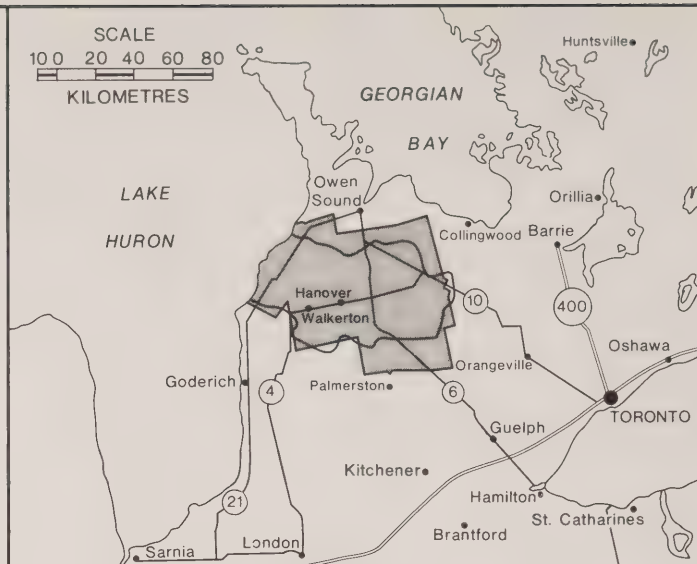 SCALE
10 0 20 40 60 80
KILOMETRES
GEORGIAN
BAY
Huntsville
LAKE
HURON
Owen
Sound
Collingwood
Orillia
Barrie
Hanover
Walkerton
10
400
Oshawa
Orangeville
Goderich
4
Palmerston
6
TORONTO
Guelph
Kitchener
21
Hamilton
St. Catharines
Brantford
Sarnia
London